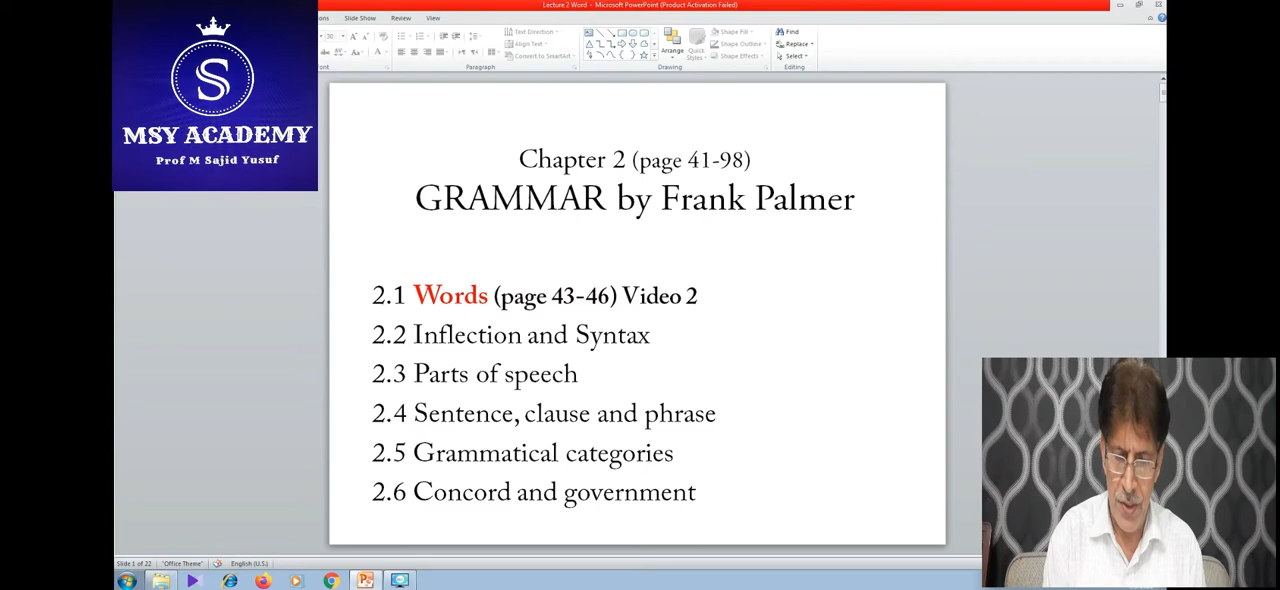 Lecture 2 Word - Microsoft PowerPoint (Product Activation Failed)
Slide Show Review View
30
Text Direction
Align Text
Convert to SmartArt
Arrange
Quick Styles
Shape Fill
Shape Outline
Shape Effects
Find
Replace
Select
Paragraph
Drawing
Editing
S
MSY ACADEMY
Prof M Sajid Yusuf
Chapter 2 (page 41-98)
GRAMMAR by Frank Palmer
2.1 Words (page 43-46) Video 2
2.2 Inflection and Syntax
2.3 Parts of speech
2.4 Sentence, clause and phrase
2.5 Grammatical categories
2.6 Concord and government
Slide 1 of 22 "Office Theme" English (U.S.)